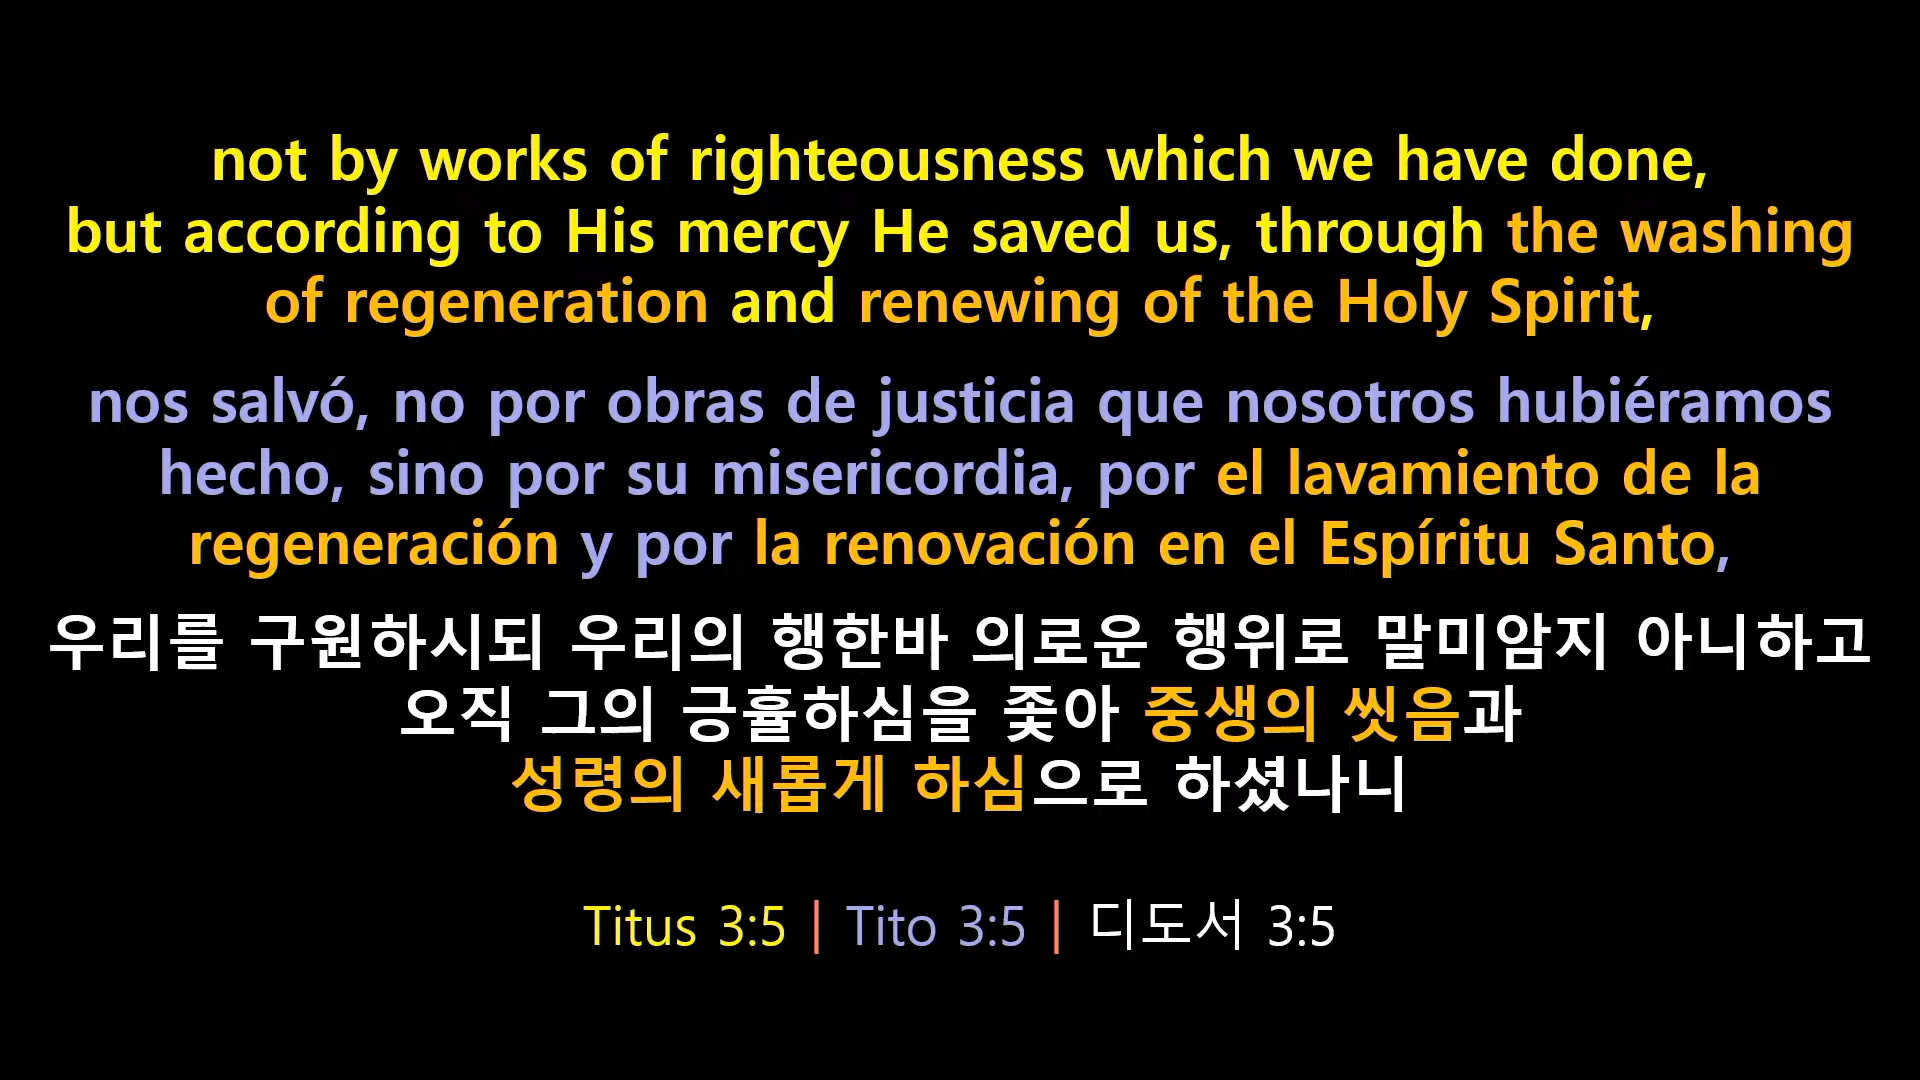 not by works of righteousness which we have done,
but according to His mercy He saved us, through the washing
of regeneration and renewing of the Holy Spirit,
nos salvó, no por obras de justicia que nosotros hubiéramos
hecho, sino por su misericordia, por el lavamiento de la
regeneración y por la renovación en el Espíritu Santo,
우리를 구원하시되 우리의 행한바 의로운 행위로 말미암지 아니하고
오직 그의 긍휼하심을 좇아 중생의 씻음과
성령의 새롭게 하심으로 하셨나니
Titus 3:5 | Tito 3:5 | 디도서 3:5